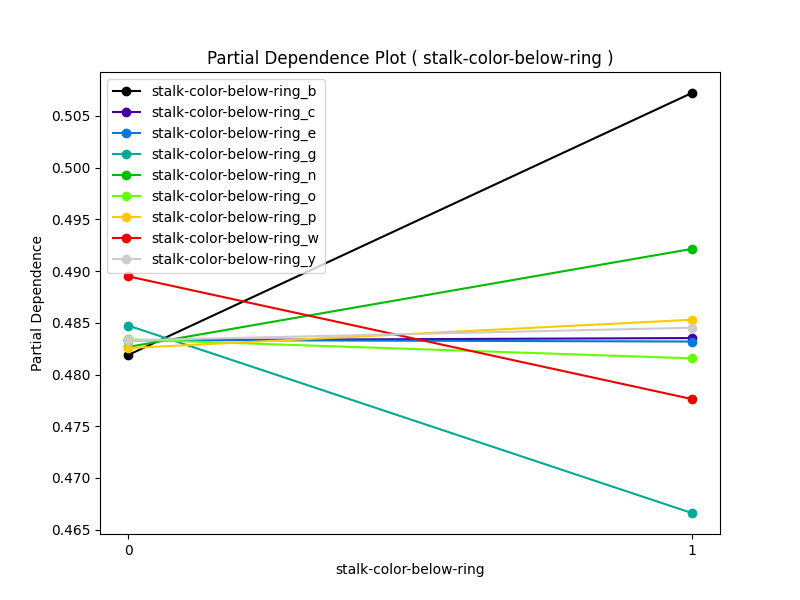 Partial Dependence Plot ( stalk-color-below-ring )
stalk-color-below-ring_b
stalk-color-below-ring_c
stalk-color-below-ring_e
stalk-color-below-ring_g
stalk-color-below-ring_n
stalk-color-below-ring_o
stalk-color-below-ring_p
stalk-color-below-ring_w
stalk-color-below-ring_y
Partial Dependence
0.505
0.500
0.495
0.490
0.485
0.480
0.475
0.470
0.465
0
1
stalk-color-below-ring